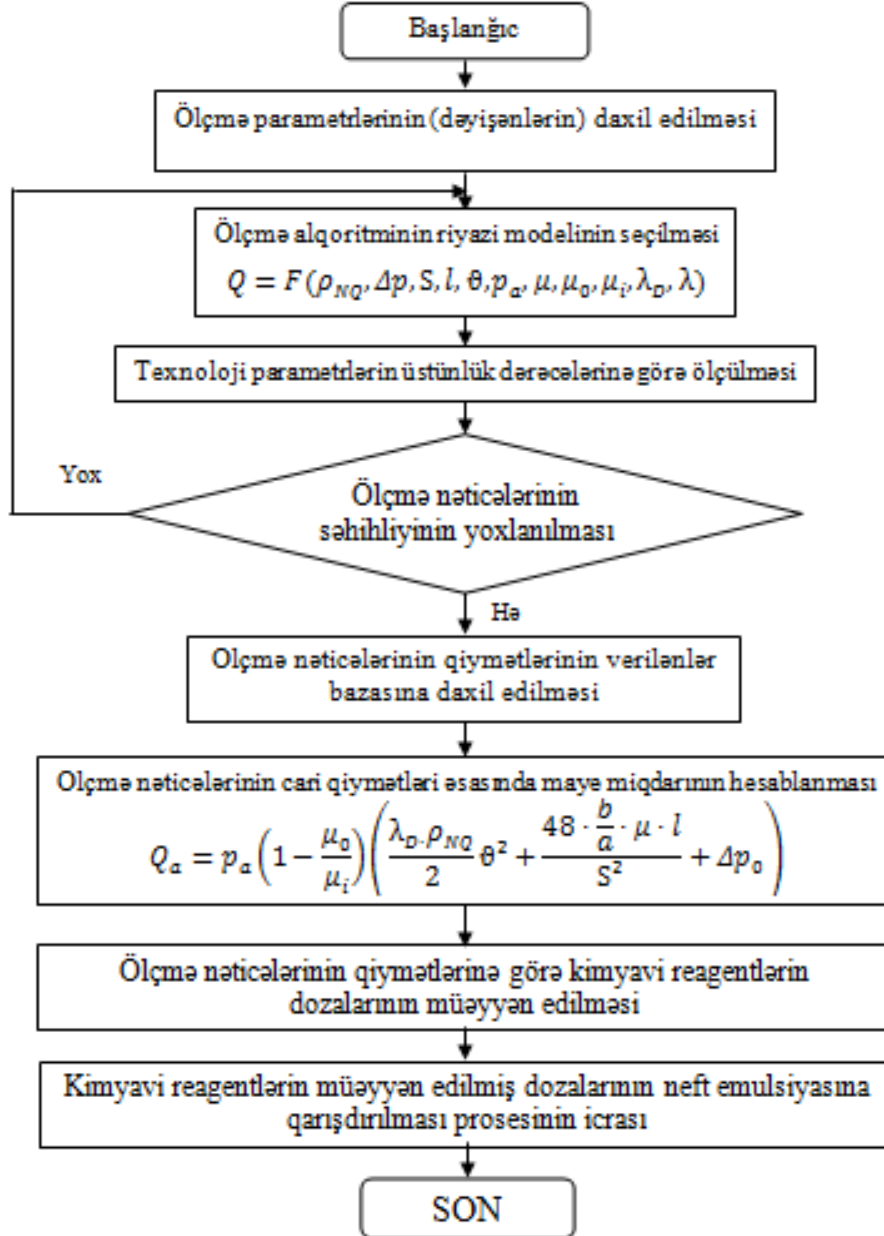 Başlanğıc
Ölçmə parametrlərinin (dəyişənlərin) daxil edilməsi
Ölçmə alqoritminin riyazi modelinin seçilməsi
Q = F(ρ_NQ, Δp, S, l, θ, p_a, μ, μ_0, μ_i, λ_D, λ)
Texnoloji parametrlərin üstünlük dərəcələrinə görə ölçülməsi
Yox
Ölçmə nəticələrinin
səhihliyinin yoxlanılması
Hə
Olçmə nəticələrinin qiymətlərinin verilənlər
bazasına daxil edilməsi
Olçmə nəticələrinin cari qiymətləri əsasında maye miqdarının hesablanması
Q_a = p_a (1 − μ_0/μ_i) (λ_D.ρ_NQ/2 θ² + 48 · b/a · μ · l / S² + Δp_0)
Ölçmə nəticələrinin qiymətlərinə görə kimyavi reagentlərin
dozalarının müəyyən edilməsi
Kimyavi reagentlərin müəyyən edilmiş dozalarının neft emulsiyasına
qarışdırılması prosesinin icrası
SON